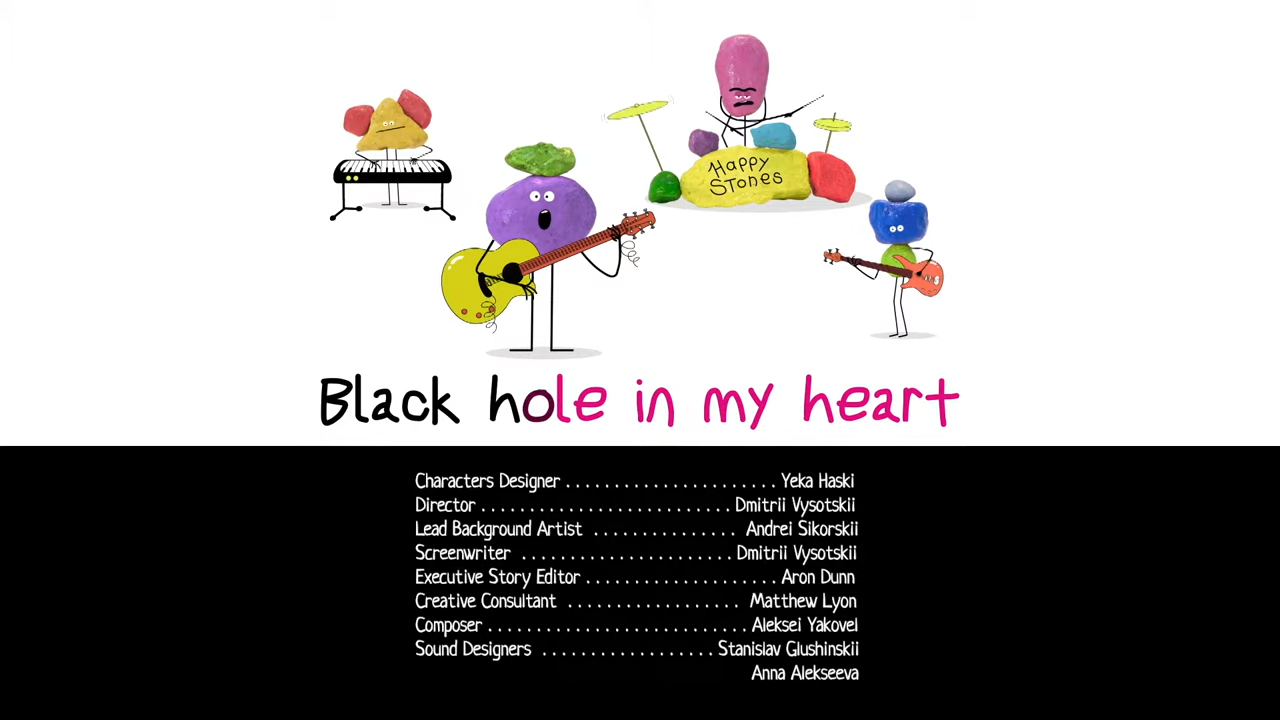 Happy
Stones
Black hole in my heart
Characters Designer . . . . . . . . . . . . . . . . . . . . . . Yeka Haski
Director . . . . . . . . . . . . . . . . . . . . . . . . . . Dmitrii Vysotskii
Lead Background Artist . . . . . . . . . . . . . . . Andrei Sikorskii
Screenwriter . . . . . . . . . . . . . . . . . . . . . . Dmitrii Vysotskii
Executive Story Editor . . . . . . . . . . . . . . . . . . . . Aron Dunn
Creative Consultant . . . . . . . . . . . . . . . . . . Matthew Lyon
Composer . . . . . . . . . . . . . . . . . . . . . . . . . . . Aleksei Yakovel
Sound Designers . . . . . . . . . . . . . . . . . . Stanislav Glushinskii
Anna Alekseeva